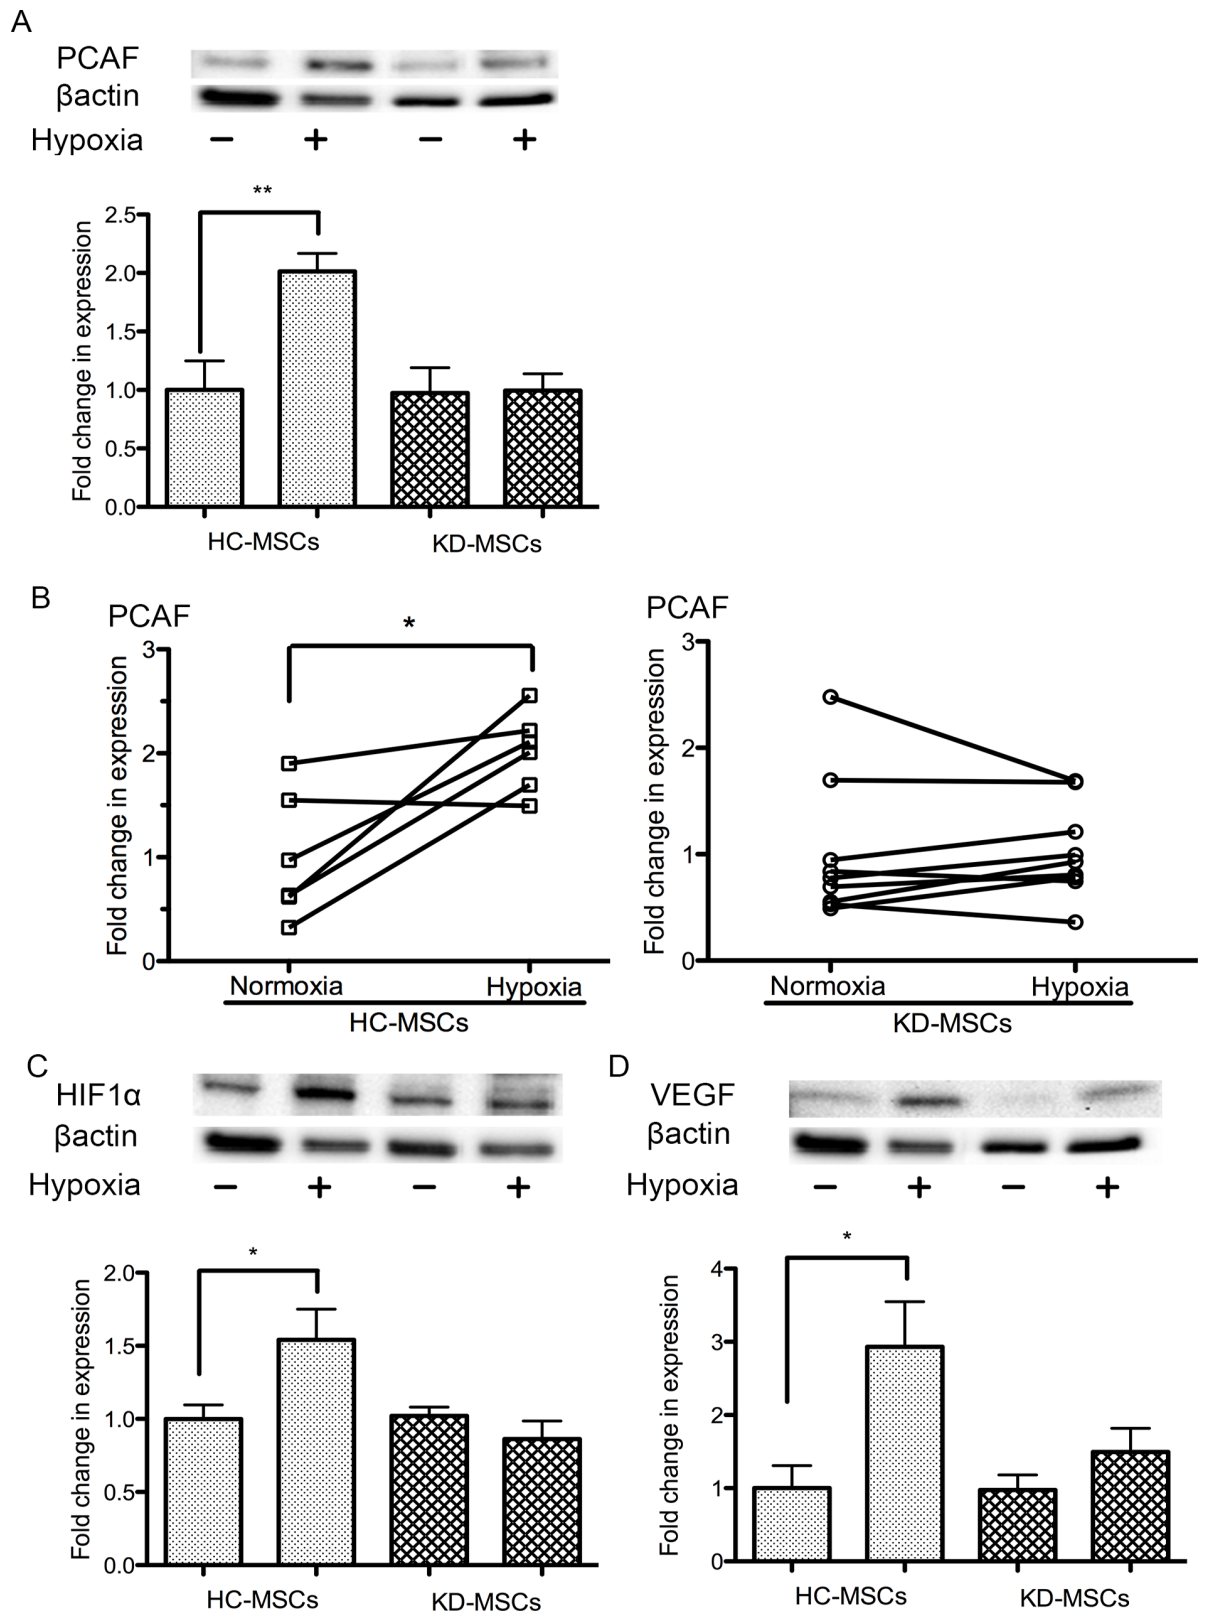 A
PCAF
βactin
Hypoxia − + − +
**
Fold change in expression
2.5
2.0
1.5
1.0
0.5
0.0
HC-MSCs KD-MSCs
B
PCAF
*
Fold change in expression
3
2
1
0
Normoxia Hypoxia
HC-MSCs
PCAF
Fold change in expression
3
2
1
0
Normoxia Hypoxia
KD-MSCs
C
HIF1α
βactin
Hypoxia − + − +
*
Fold change in expression
2.0
1.5
1.0
0.5
0.0
HC-MSCs KD-MSCs
D
VEGF
βactin
Hypoxia − + − +
*
Fold change in expression
4
3
2
1
0
HC-MSCs KD-MSCs